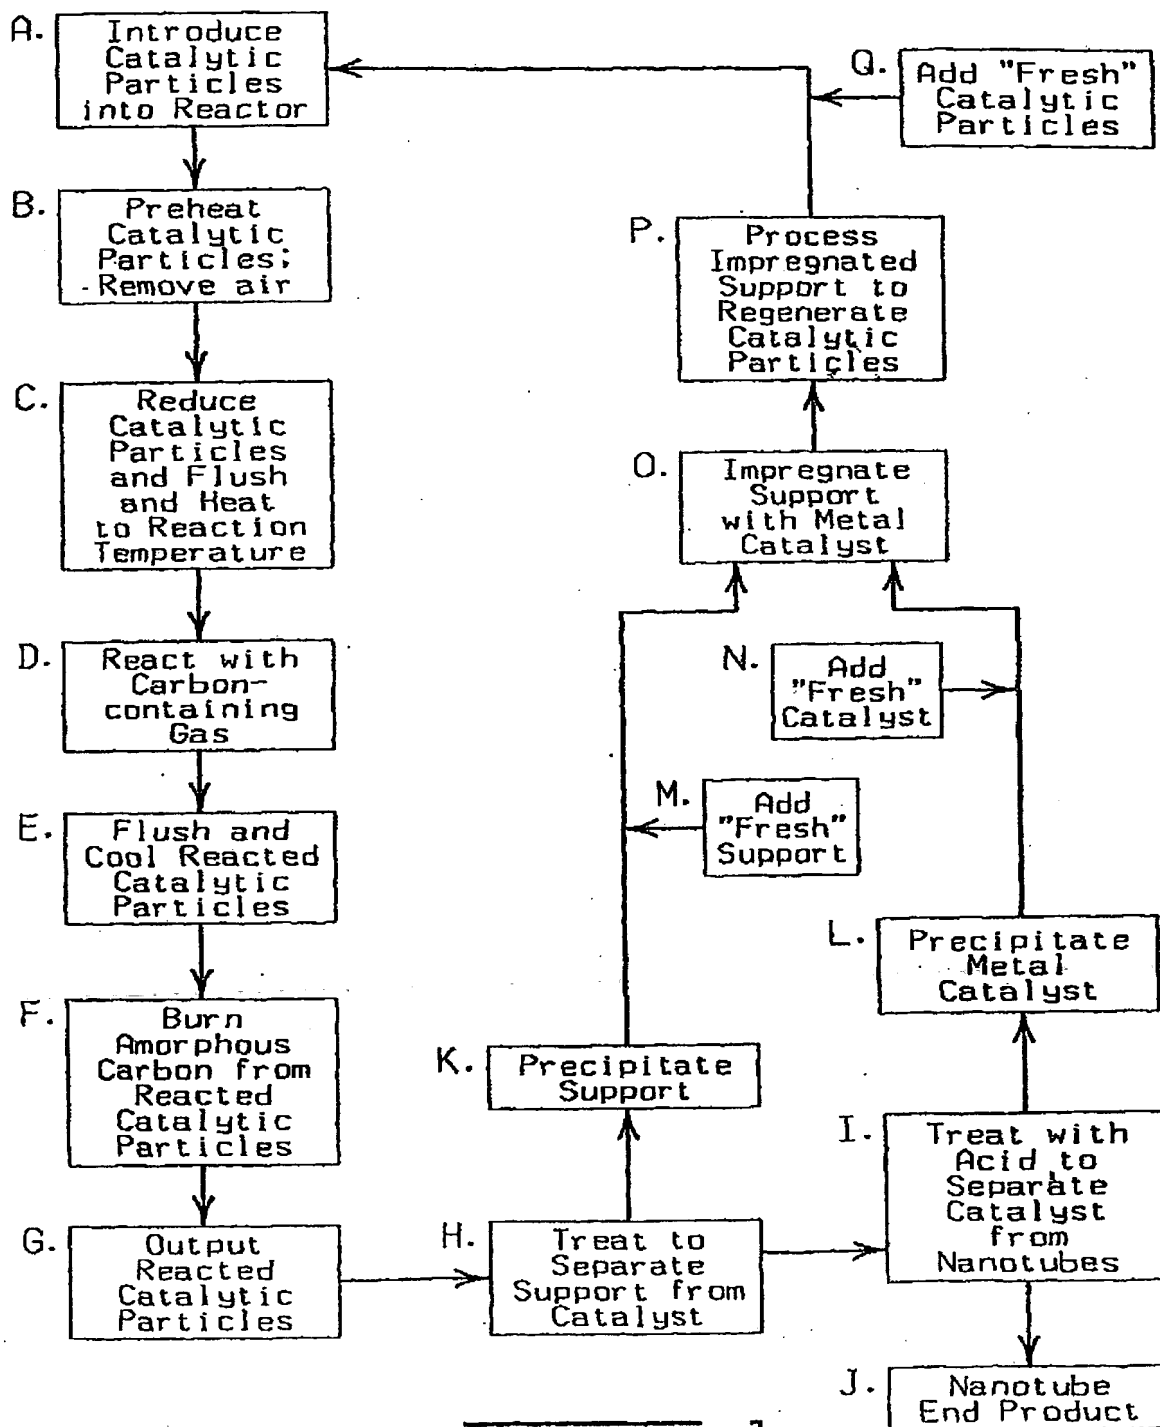 A.
Introduce
Catalytic
Particles
into Reactor
B.
Preheat
Catalytic
Particles;
Remove air
C.
Reduce
Catalytic
Particles
and Flush
and Heat
to Reaction
Temperature
D.
React with
Carbon-
containing
Gas
E.
Flush and
Cool Reacted
Catalytic
Particles
F.
Burn
Amorphous
Carbon from
Reacted
Catalytic
Particles
G.
Output
Reacted
Catalytic
Particles
H.
Treat to
Separate
Support from
Catalyst
I.
Treat with
Acid to
Separate
Catalyst
from
Nanotubes
J.
Nanotube
End Product
K.
Precipitate
Support
L.
Precipitate
Metal
Catalyst
M.
Add
"Fresh"
Support
N.
Add
"Fresh"
Catalyst
O.
Impregnate
Support
with Metal
Catalyst
P.
Process
Impregnated
Support to
Regenerate
Catalytic
Particles
Q.
Add "Fresh"
Catalytic
Particles